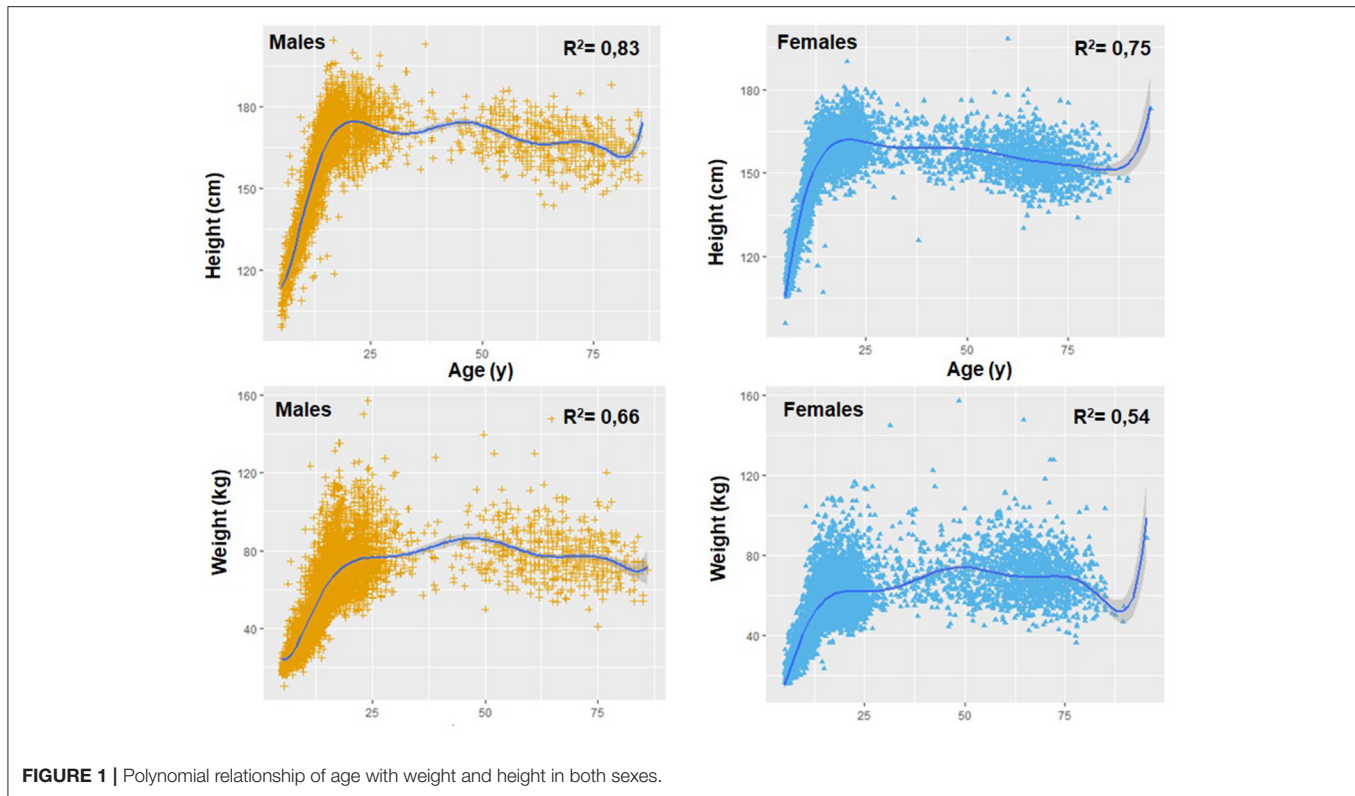 Males R²= 0,83
Height (cm)
180
150
120
25 50 75
Females R²= 0,75
Height (cm)
180
150
120
25 50 75
Age (y) Age (y)
Males R²= 0,66
Weight (kg)
160
120
80
40
25 50 75
Females R²= 0,54
Weight (kg)
160
120
80
40
25 50 75
FIGURE 1 | Polynomial relationship of age with weight and height in both sexes.